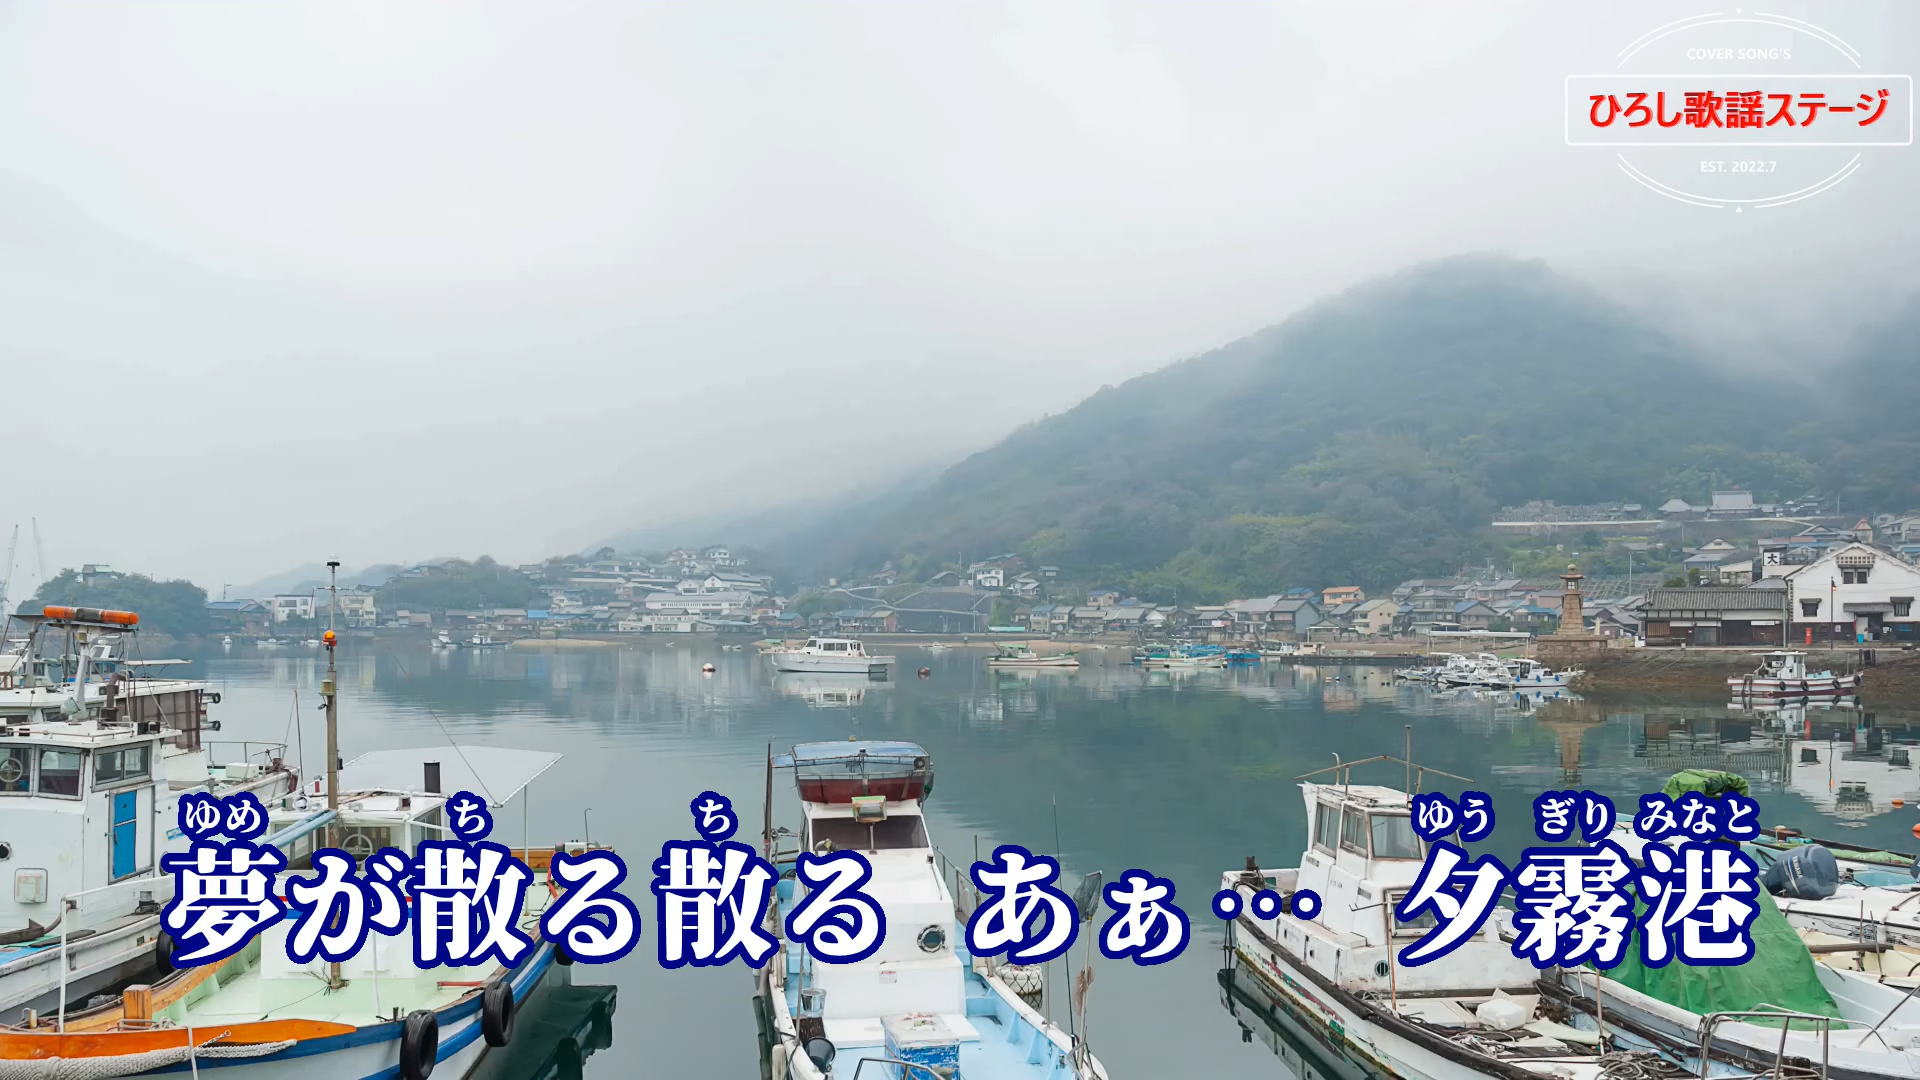 COVER SONG'S
ひろし歌謡ステージ
EST. 2022.7
大
ゆめ ち ち ゆう ぎり みなと
夢が散る散る あぁ…夕霧港